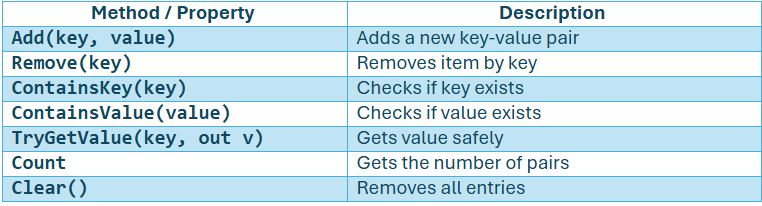 Method / Property Description
Add(key, value) Adds a new key-value pair
Remove(key) Removes item by key
ContainsKey(key) Checks if key exists
ContainsValue(value) Checks if value exists
TryGetValue(key, out v) Gets value safely
Count Gets the number of pairs
Clear() Removes all entries